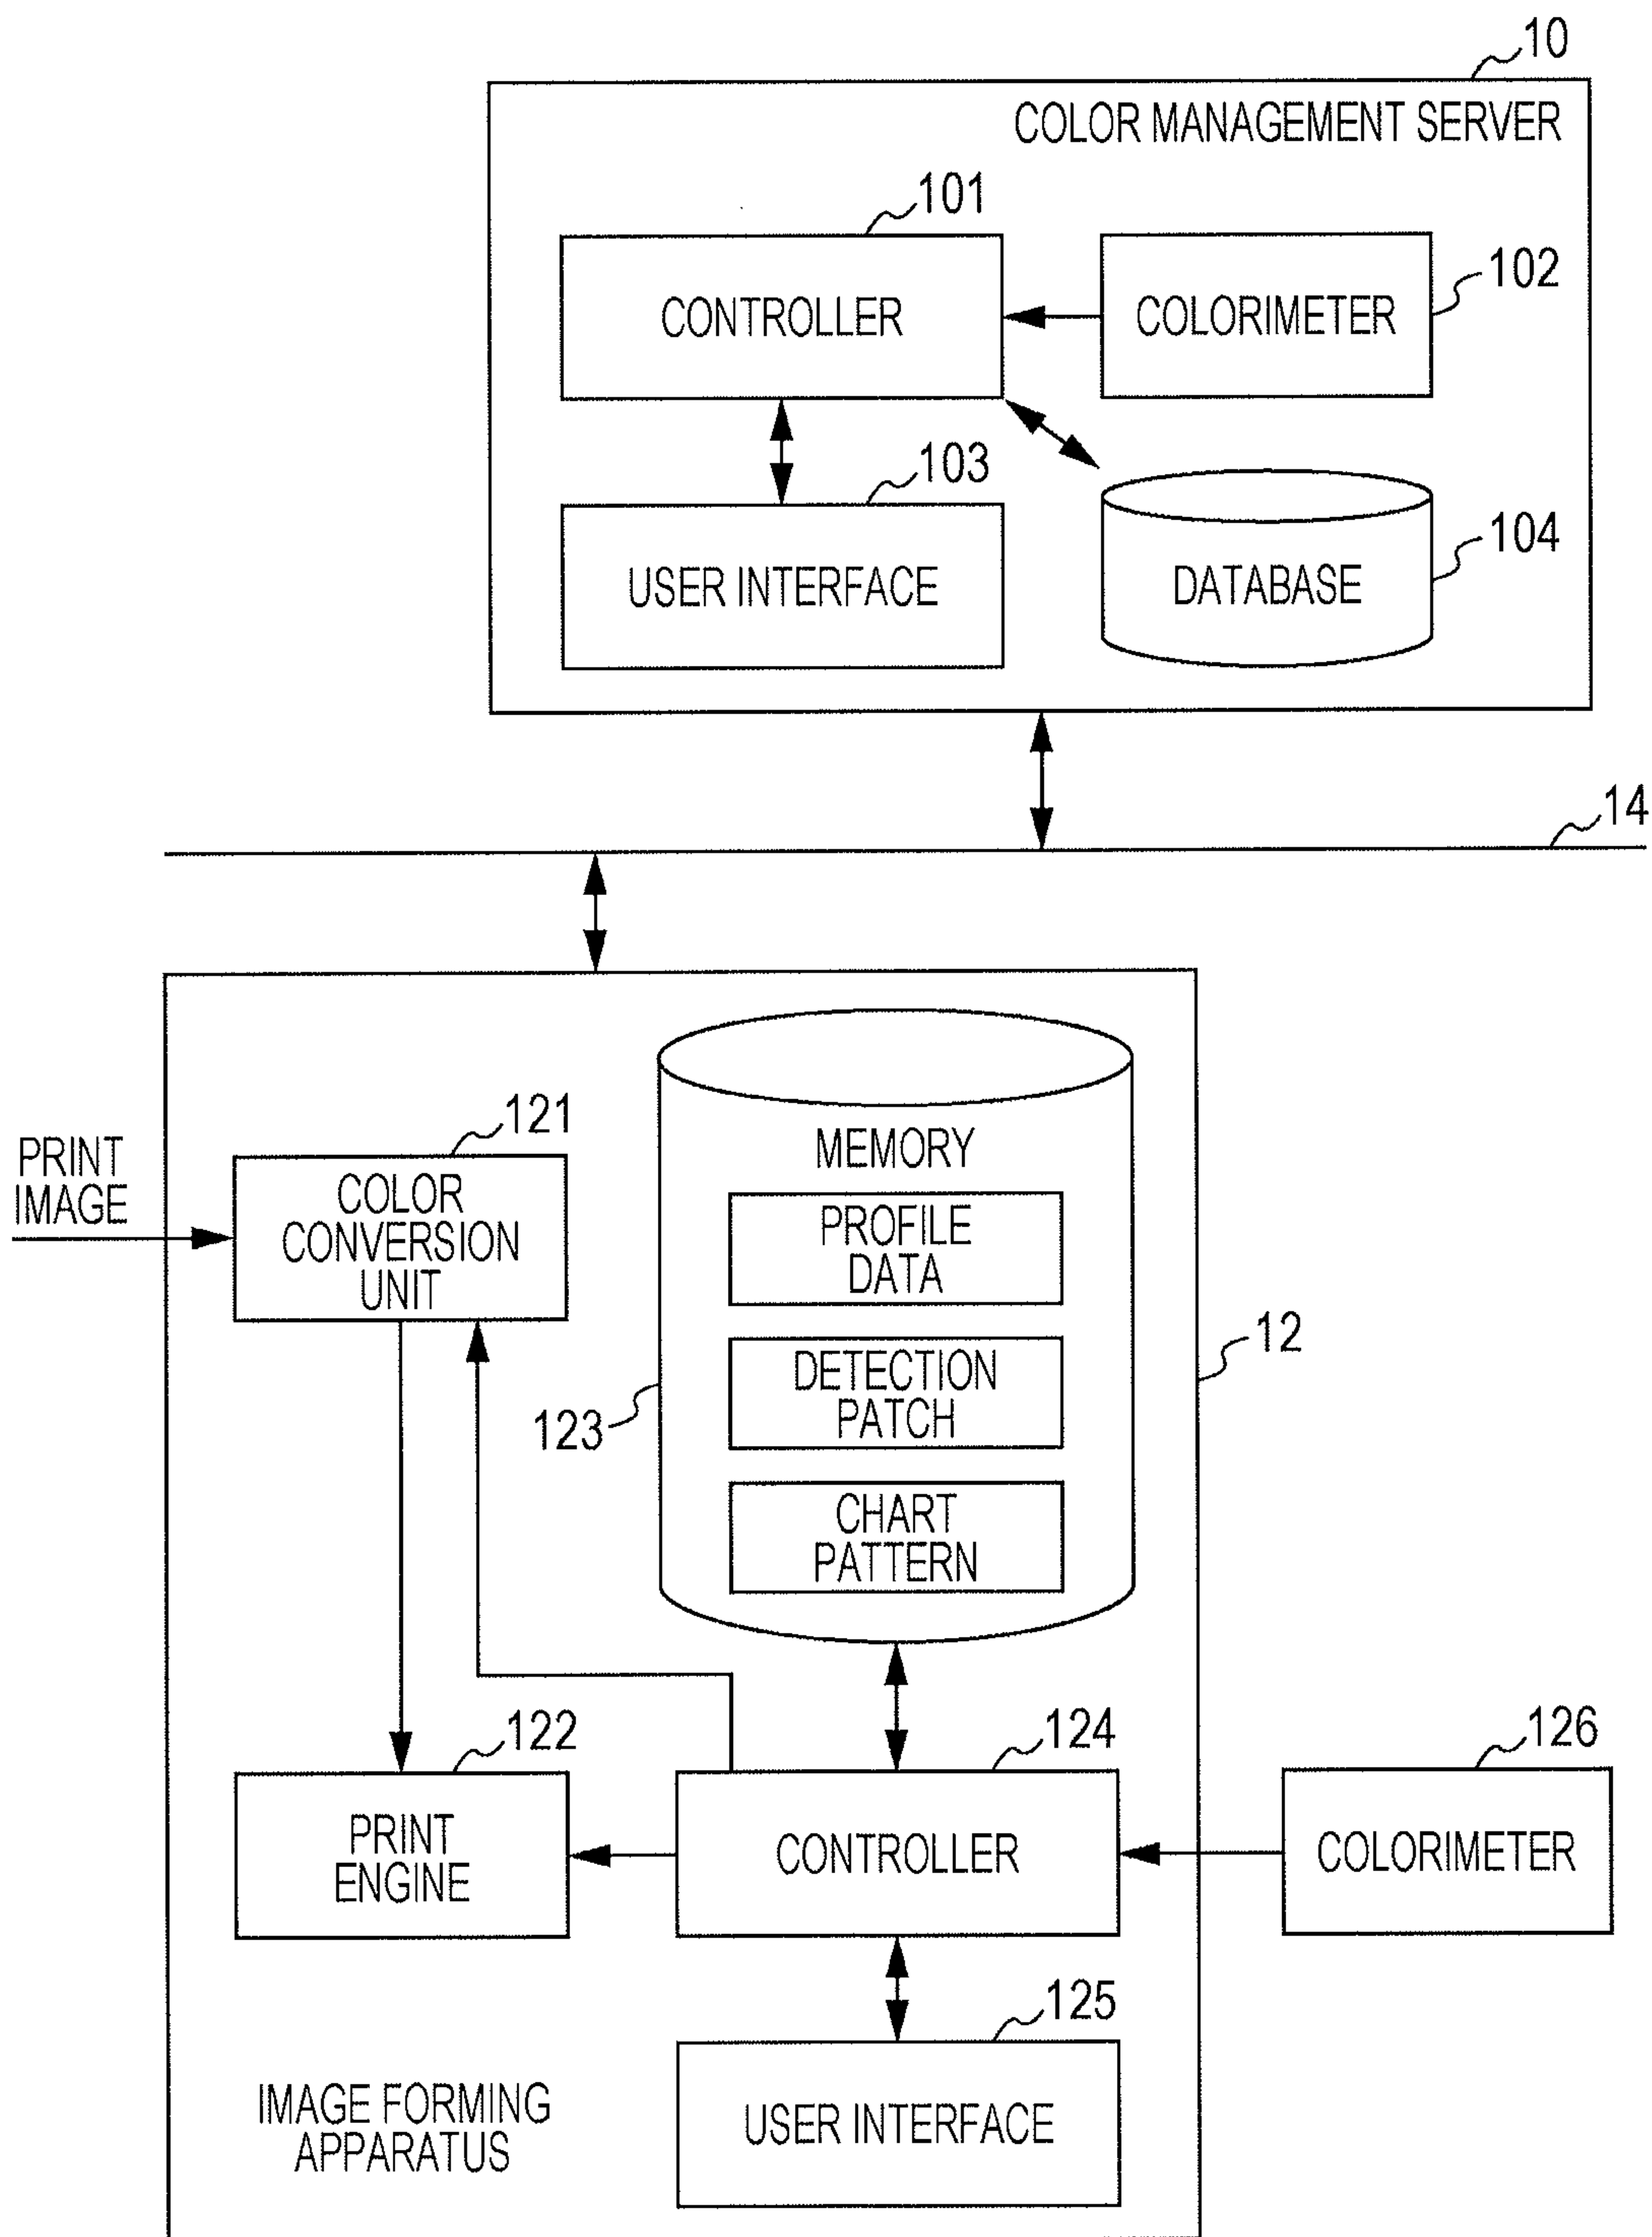 10
COLOR MANAGEMENT SERVER
101
CONTROLLER
102
COLORIMETER
103
USER INTERFACE
104
DATABASE
14
PRINT
IMAGE
121
COLOR
CONVERSION
UNIT
MEMORY
PROFILE
DATA
DETECTION
PATCH
CHART
PATTERN
123
12
122
PRINT
ENGINE
124
CONTROLLER
126
COLORIMETER
125
USER INTERFACE
IMAGE FORMING
APPARATUS